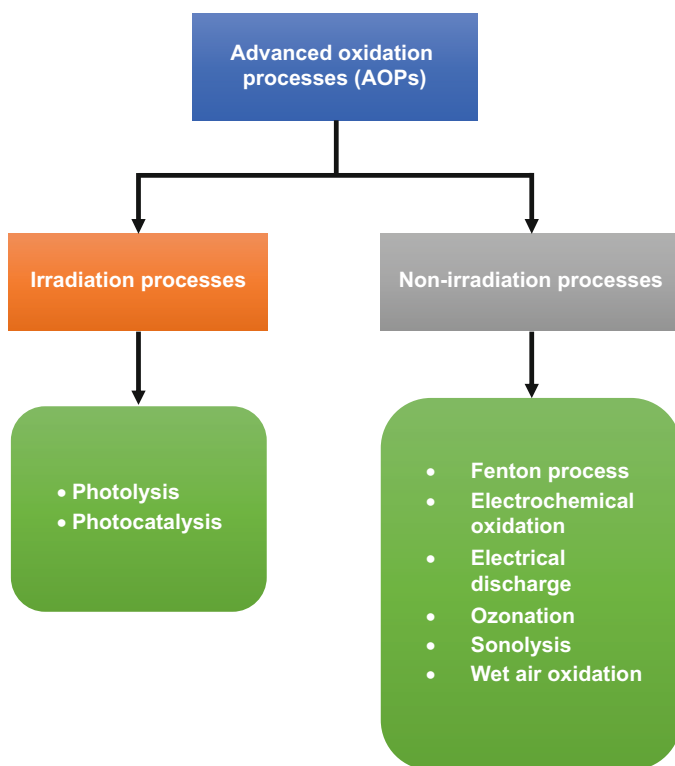 Advanced oxidation
processes (AOPs)
Irradiation processes
Non-irradiation processes
• Photolysis
• Photocatalysis
• Fenton process
• Electrochemical
oxidation
• Electrical
discharge
• Ozonation
• Sonolysis
• Wet air oxidation